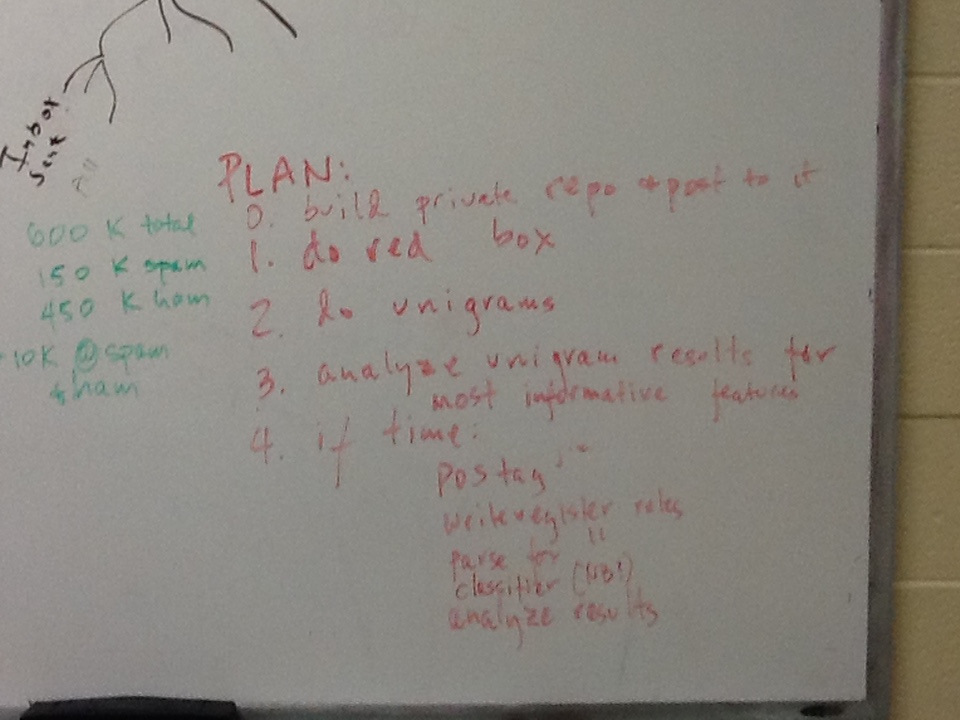 Inbox
Sent
600 K total
150 K spam
450 K ham
~10K @ spam
& ham
PLAN:
0. build private repo + post to it
1. do red box
2. do unigrams
3. analyze unigram results for
most informative features
4. if time:
pos tag
write register rules
parse for "
classifier (NB?)
analyze results